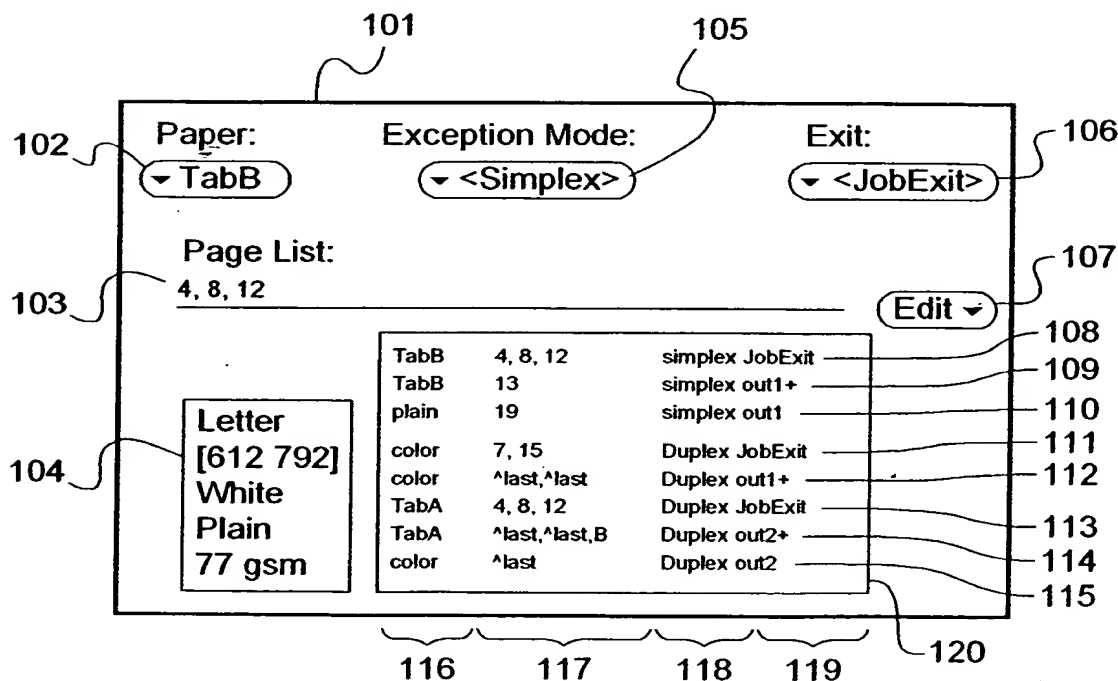 101
105
Paper: Exception Mode: Exit:
102
106
TabB <Simplex> <JobExit>
Page List:
107
103
4, 8, 12
Edit
108
TabB 4, 8, 12 simplex JobExit
109
TabB 13 simplex out1+
plain 19 simplex out1
110
Letter
111
color 7, 15 Duplex JobExit
104
[612 792]
112
color ^last,^last Duplex out1+
White
TabA 4, 8, 12 Duplex JobExit
113
Plain
TabA ^last,^last,B Duplex out2+
114
77 gsm
color ^last Duplex out2
115
116 117 118 119
120